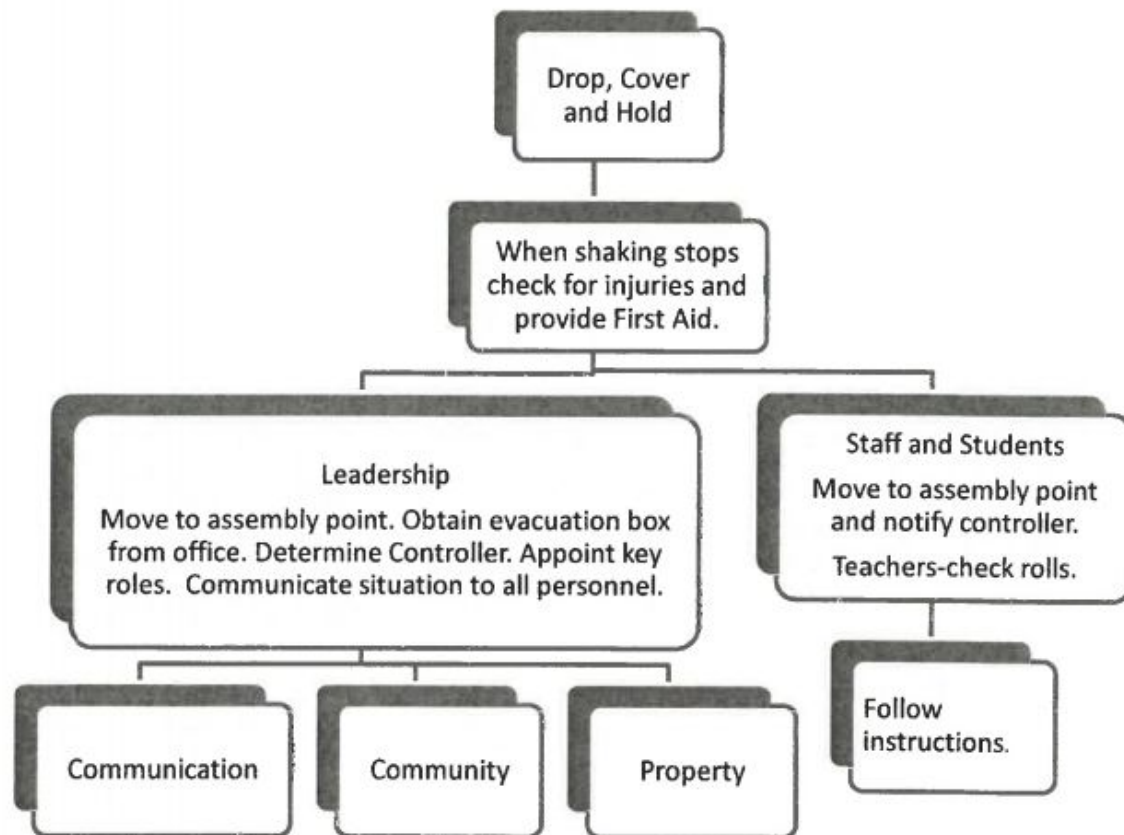 Drop, Cover
and Hold
When shaking stops
check for injuries and
provide First Aid.
Leadership
Move to assembly point. Obtain evacuation box
from office. Determine Controller. Appoint key
roles.  Communicate situation to all personnel.
Staff and Students
Move to assembly point
and notify controller.
Teachers-check rolls.
Communication
Community
Property
Follow
instructions.